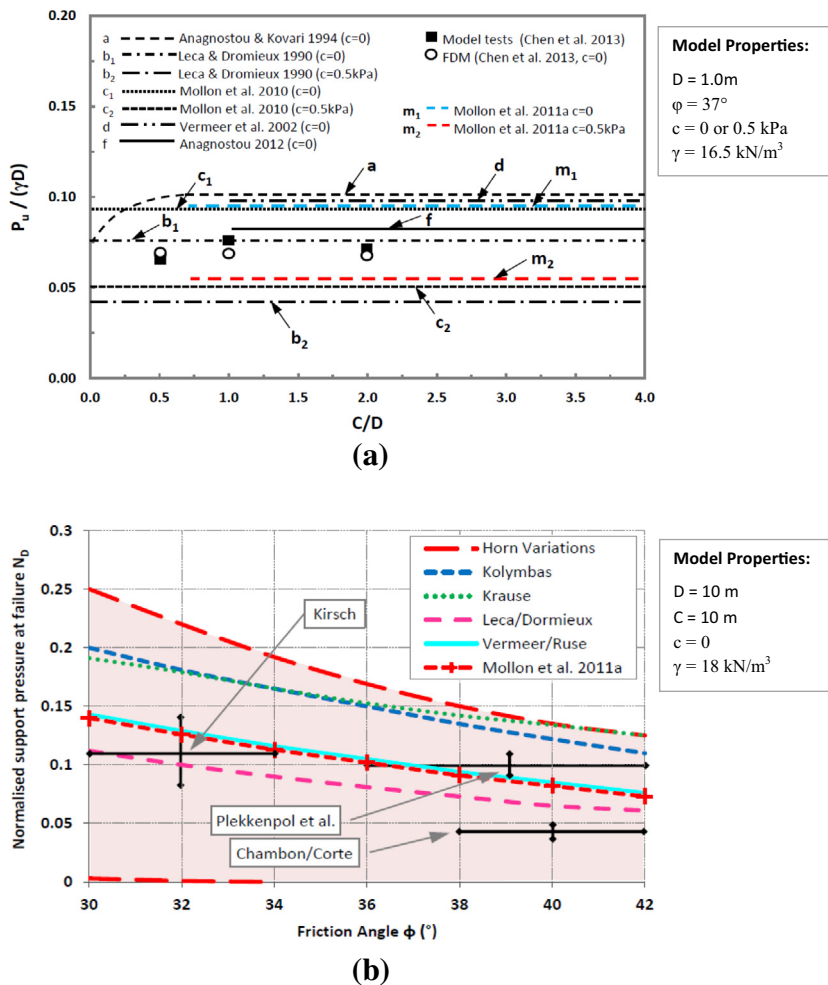 a Anagnostou & Kovari 1994 (c=0)
b1 Leca & Dromieux 1990 (c=0)
b2 Leca & Dromieux 1990 (c=0.5kPa)
c1 Mollon et al. 2010 (c=0)
c2 Mollon et al. 2010 (c=0.5kPa)
d Vermeer et al. 2002 (c=0)
f Anagnostou 2012 (c=0)
Model tests (Chen et al. 2013)
FDM (Chen et al. 2013, c=0)
m1 Mollon et al. 2011a c=0
m2 Mollon et al. 2011a c=0.5kPa
Model Properties:
D = 1.0m
φ = 37°
c = 0 or 0.5 kPa
γ = 16.5 kN/m³
0.20
0.15
0.10
0.05
0.00
Pu / (γD)
c1
a
d
m1
b1
f
m2
b2
c2
0.0 0.5 1.0 1.5 2.0 2.5 3.0 3.5 4.0
C/D
(a)
0.3
0.25
0.2
0.15
0.1
0.05
0
Normalised support pressure at failure ND
Horn Variations
Kolymbas
Krause
Leca/Dormieux
Vermeer/Ruse
Mollon et al. 2011a
Kirsch
Plekkenpol et al.
Chambon/Corte
30 32 34 36 38 40 42
Friction Angle ϕ (°)
Model Properties:
D = 10 m
C = 10 m
c = 0
γ = 18 kN/m³
(b)